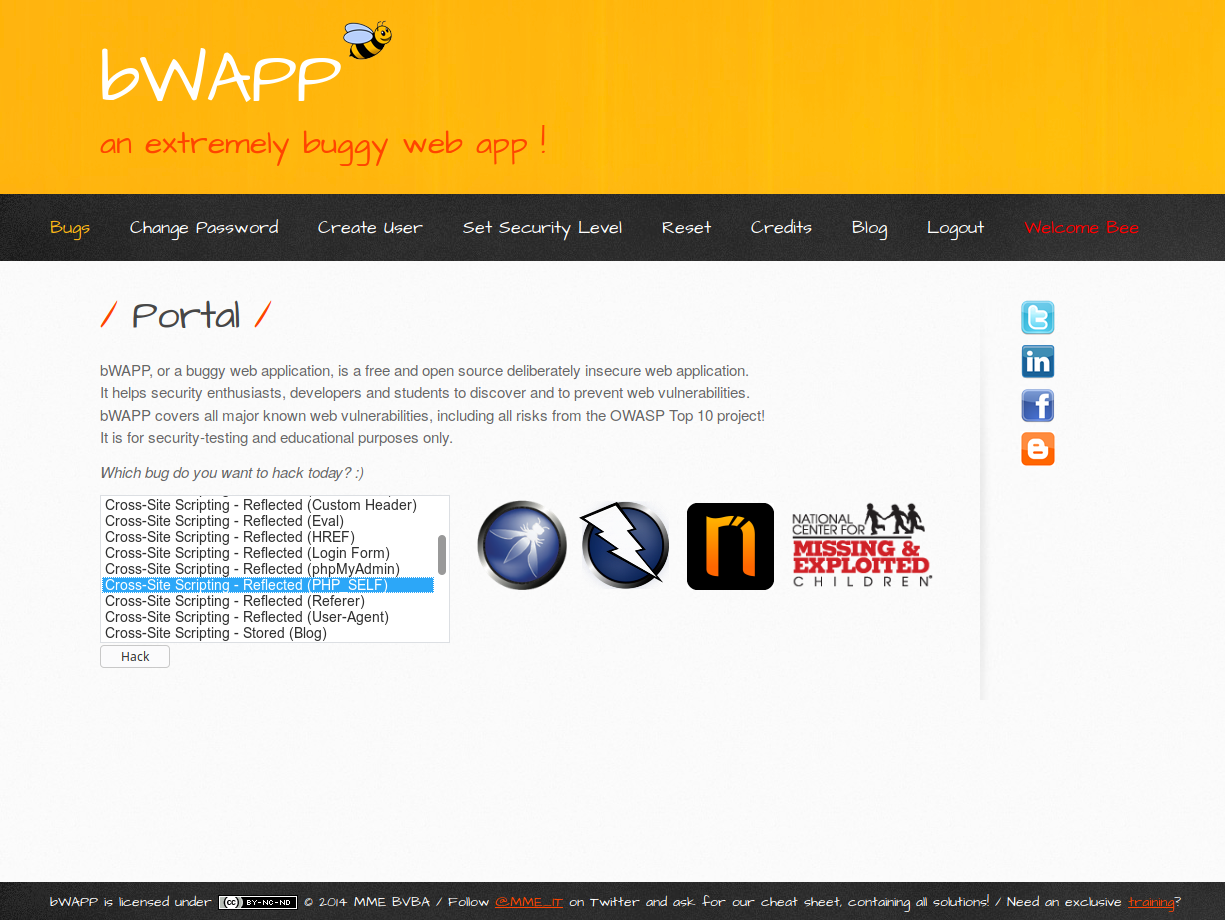 bWAPP
an extremely buggy web app !
Bugs Change Password Create User Set Security Level Reset Credits Blog Logout Welcome Bee
/ Portal /
bWAPP, or a buggy web application, is a free and open source deliberately insecure web application.
It helps security enthusiasts, developers and students to discover and to prevent web vulnerabilities.
bWAPP covers all major known web vulnerabilities, including all risks from the OWASP Top 10 project!
It is for security-testing and educational purposes only.
Which bug do you want to hack today? :)
Cross-Site Scripting - Reflected (Custom Header)
Cross-Site Scripting - Reflected (Eval)
Cross-Site Scripting - Reflected (HREF)
Cross-Site Scripting - Reflected (Login Form)
Cross-Site Scripting - Reflected (phpMyAdmin)
Cross-Site Scripting - Reflected (PHP_SELF)
Cross-Site Scripting - Reflected (Referer)
Cross-Site Scripting - Reflected (User-Agent)
Cross-Site Scripting - Stored (Blog)
Hack
n
NATIONAL
CENTER FOR
MISSING &
EXPLOITED
CHILDREN®
t
in
f
B
bWAPP is licensed under cc BY-NC-ND © 2014 MME BVBA / Follow @MME_IT on Twitter and ask for our cheat sheet, containing all solutions! / Need an exclusive training?